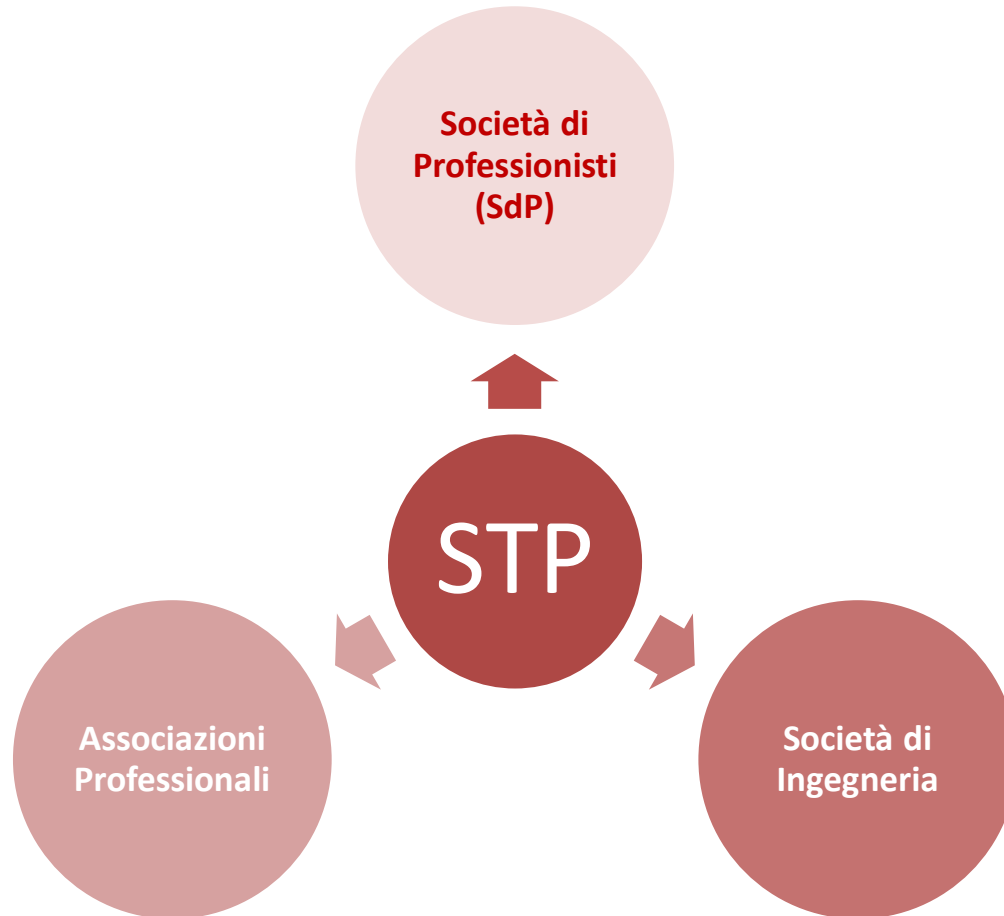 Società di
Professionisti
(SdP)
STP
Associazioni
Professionali
Società di
Ingegneria